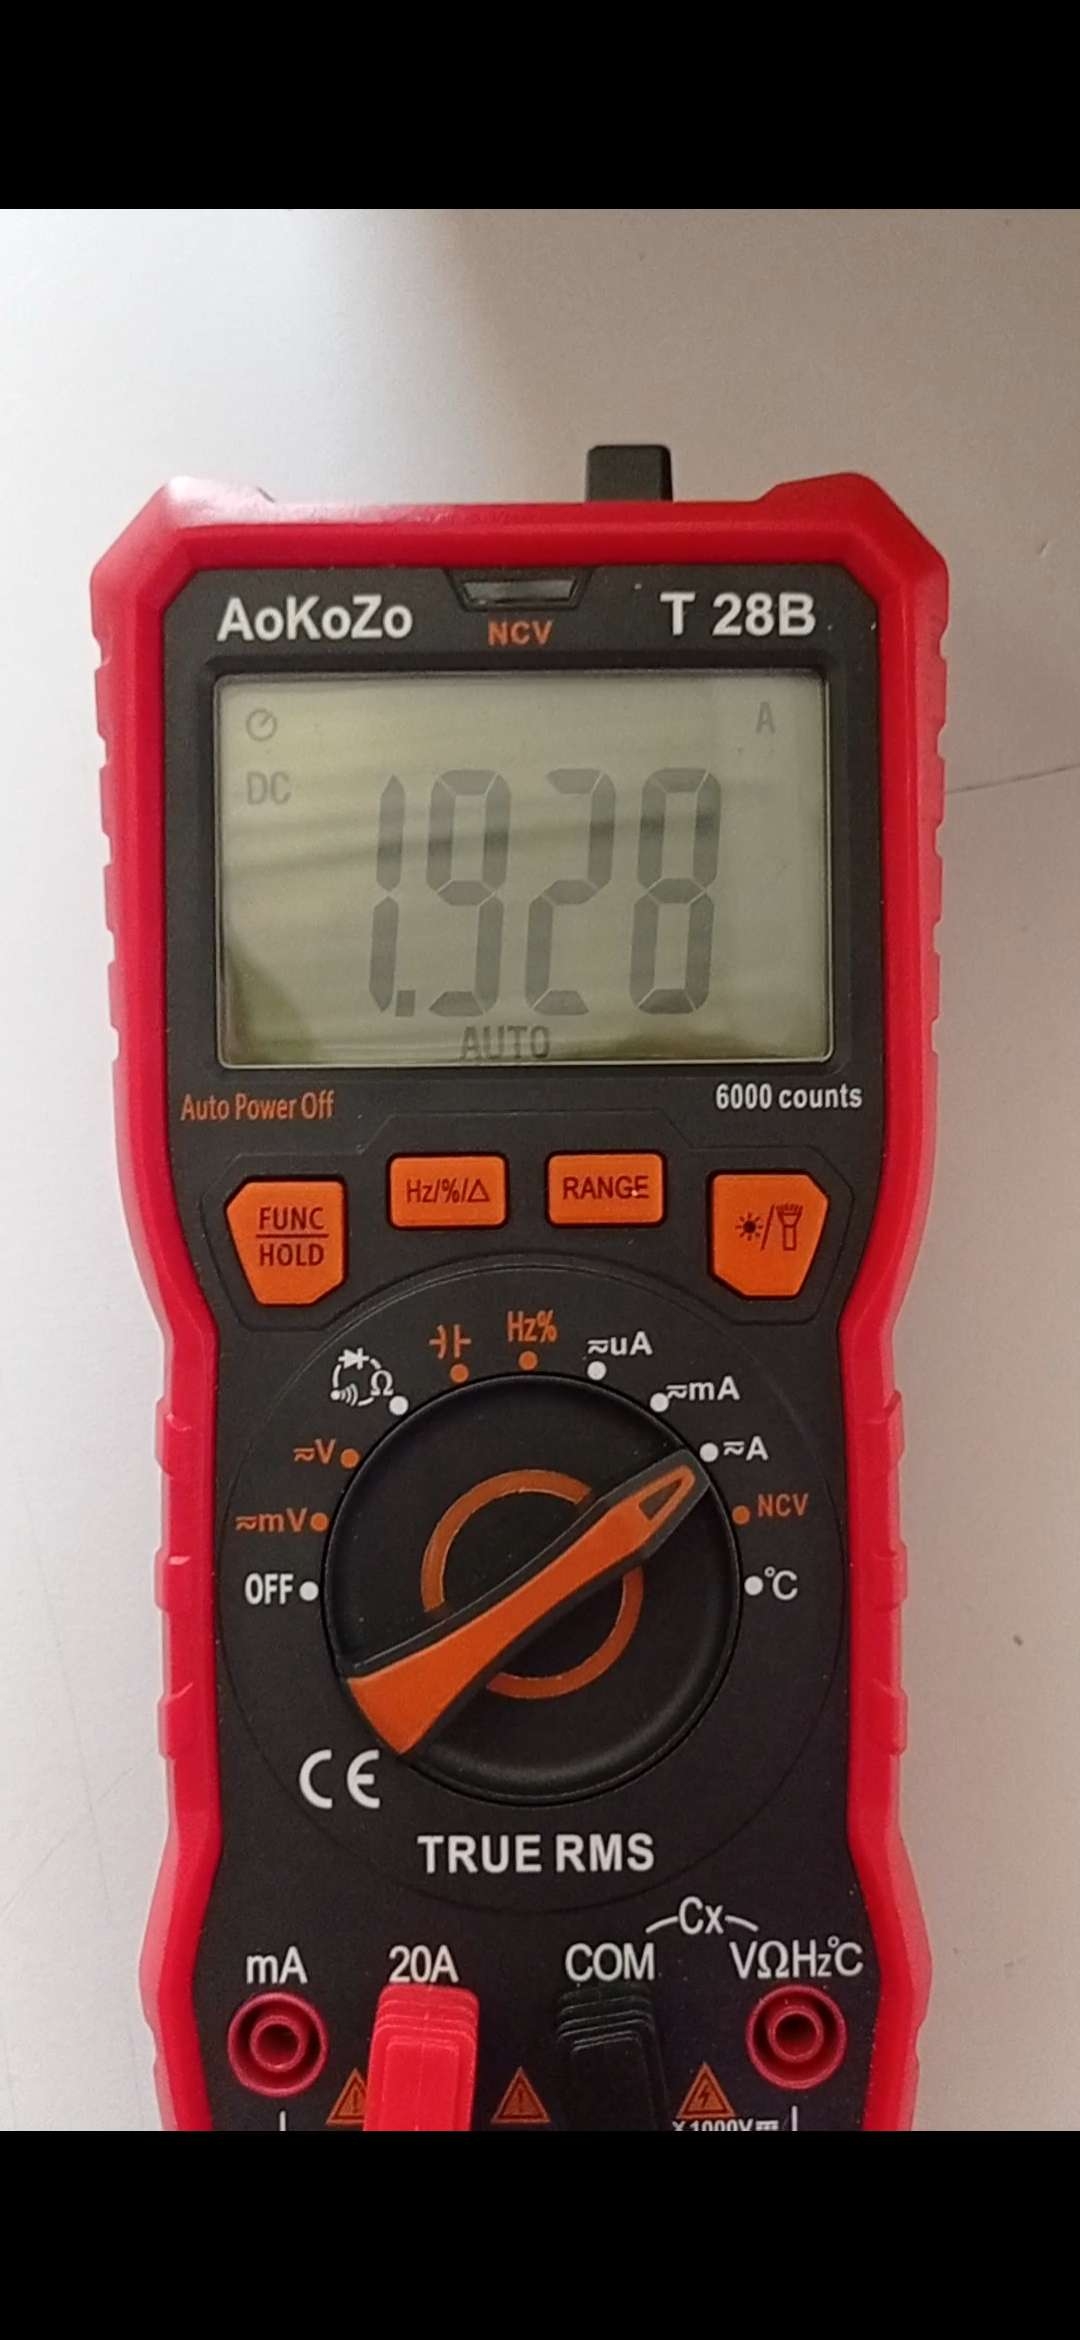 AoKoZo
NCV
T 28B
A
DC
1.928
AUTO
Auto Power Off
6000 counts
FUNC
HOLD
Hz/%/△
RANGE
Hz%
≂uA
Ω
≂mA
≂V
≂A
≂mV
NCV
OFF
°C
CE
TRUE RMS
Cx
mA
20A
COM
VΩHz°C
1000V